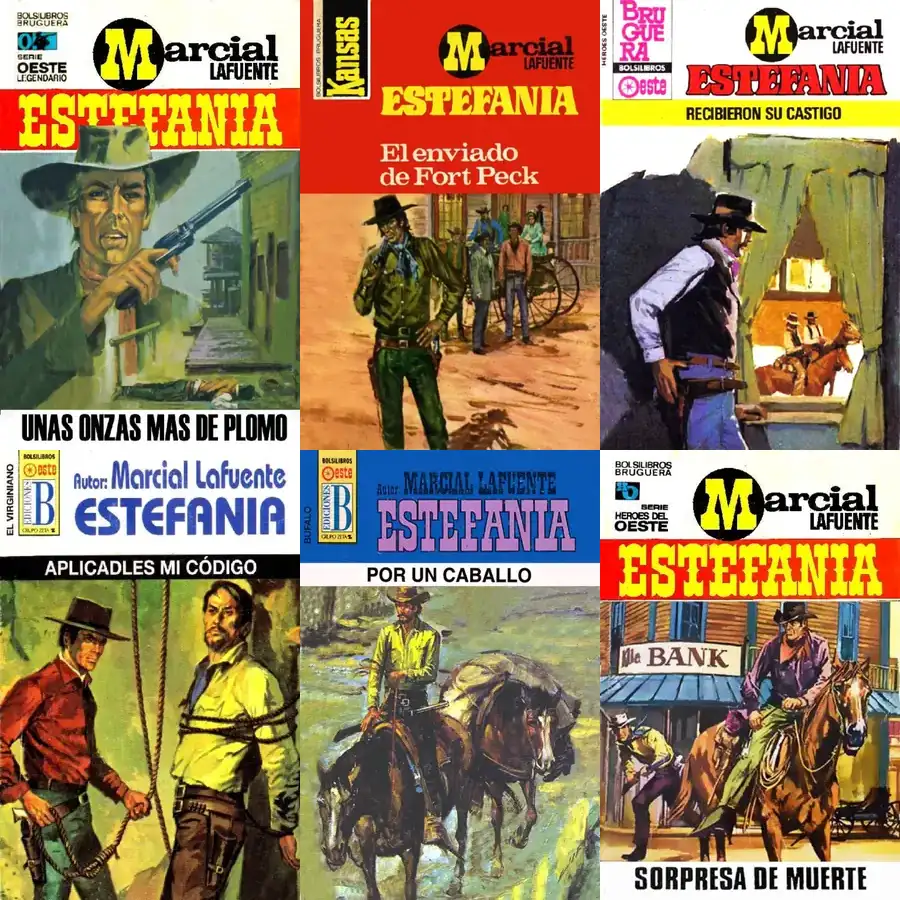 BOLSILIBROS
BRUGUERA
SERIE
OESTE
LEGENDARIO
Marcial
LAFUENTE
ESTEFANIA
UNAS ONZAS MAS DE PLOMO
BOLSILIBROS BRUGUERA
Kansas
Marcial
LAFUENTE
ESTEFANIA
El enviado
de Fort Peck
HEROES OESTE
BRU
GUE
RA
BOLSILIBROS
Oeste
Marcial
LAFUENTE
ESTEFANIA
RECIBIERON SU CASTIGO
EL VIRGINIANO
BOLSILIBROS
Oeste
EDICIONES
B
GRUPO ZETA
Autor: Marcial Lafuente
ESTEFANIA
APLICADLES MI CÓDIGO
BUFALO
BOLSILIBROS
Oeste
EDICIONES
B
GRUPO ZETA
Autor MARCIAL LAFUENTE
ESTEFANIA
POR UN CABALLO
BOLSILIBROS
BRUGUERA
SERIE
HEROES DEL
OESTE
Marcial
LAFUENTE
ESTEFANIA
BANK
SORPRESA DE MUERTE